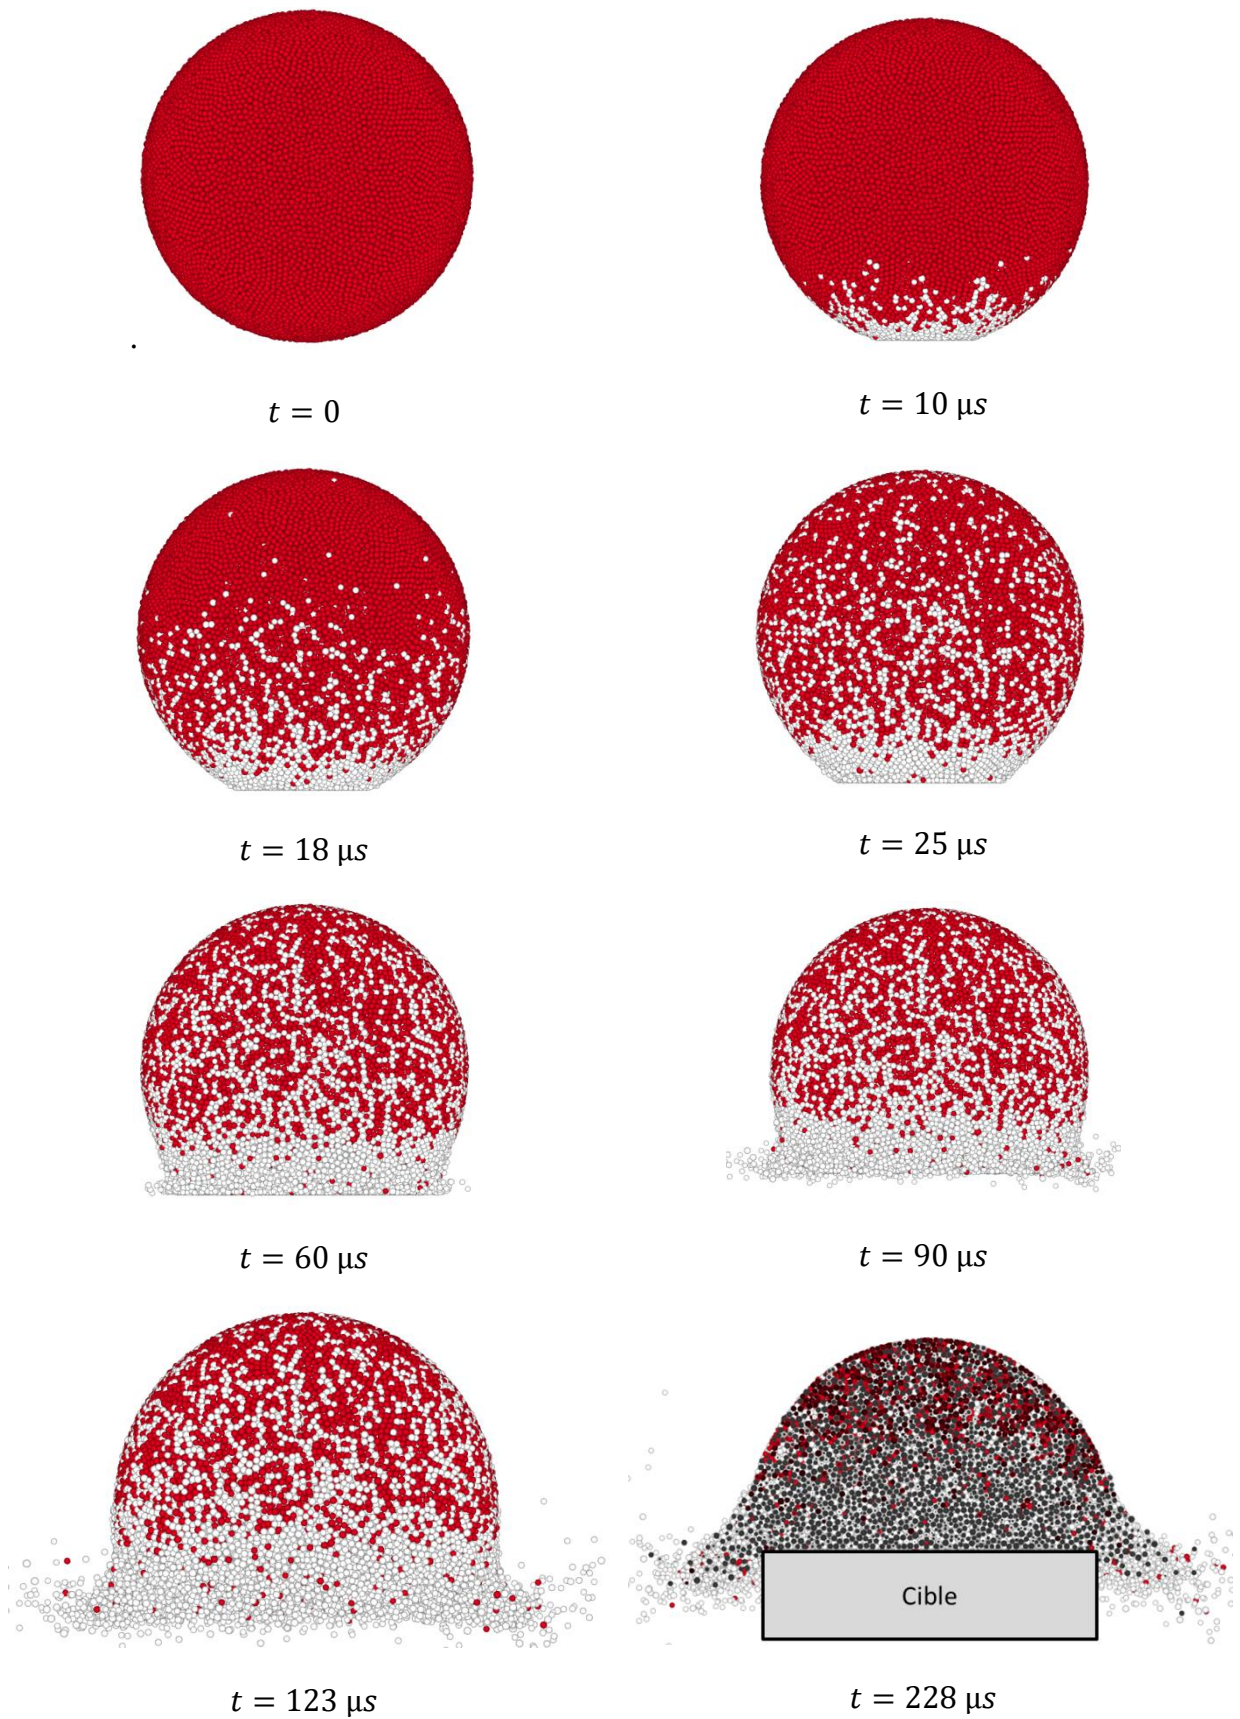 .
t = 0
t = 10 μs
t = 18 μs
t = 25 μs
t = 60 μs
t = 90 μs
Cible
t = 123 μs
t = 228 μs